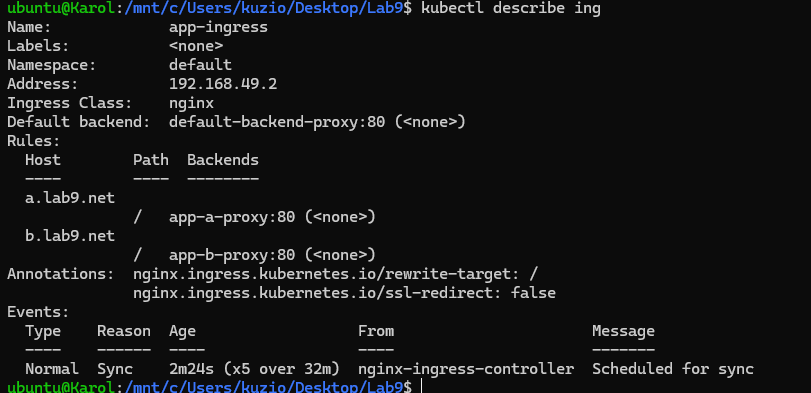 ubuntu@Karol:/mnt/c/Users/kuzio/Desktop/Lab9$ kubectl describe ing
Name:             app-ingress
Labels:           <none>
Namespace:        default
Address:          192.168.49.2
Ingress Class:    nginx
Default backend:  default-backend-proxy:80 (<none>)
Rules:
  Host        Path  Backends
  ----        ----  --------
  a.lab9.net
              /   app-a-proxy:80 (<none>)
  b.lab9.net
              /   app-b-proxy:80 (<none>)
Annotations:  nginx.ingress.kubernetes.io/rewrite-target: /
              nginx.ingress.kubernetes.io/ssl-redirect: false
Events:
  Type    Reason  Age                  From                      Message
  ----    ------  ----                 ----                      -------
  Normal  Sync    2m24s (x5 over 32m)  nginx-ingress-controller  Scheduled for sync
ubuntu@Karol:/mnt/c/Users/kuzio/Desktop/Lab9$